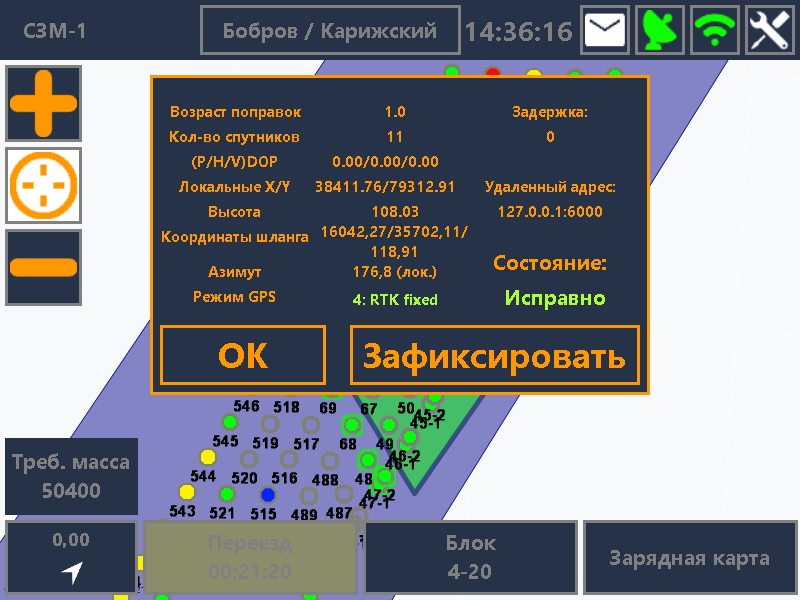 СЗМ-1
Бобров / Карижский
14:36:16
Возраст поправок 1.0 Задержка:
Кол-во спутников 11 0
(P/H/V)DOP 0.00/0.00/0.00
Локальные X/Y 38411.76/79312.91 Удаленный адрес:
Высота 108.03 127.0.0.1:6000
Координаты шланга 16042,27/35702,11/
118,91
Азимут 176,8 (лок.) Состояние:
Режим GPS 4: RTK fixed Исправно
ОК Зафиксировать
546 518 69 67 50 45-2
45-1
545 519 517 68 49
46-2
46-1
544 520 516 488 48
47-2
47-1
543 521 515 489 487
Треб. масса
50400
0,00
Переезд
00:21:20
Блок
4-20
Зарядная карта